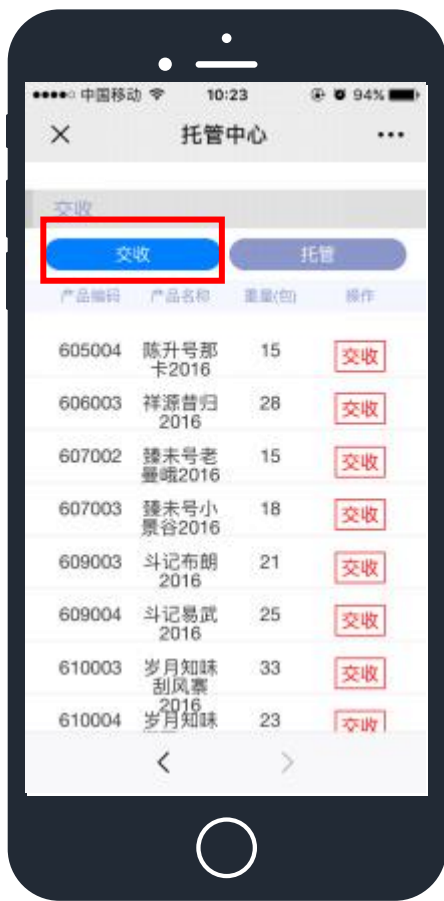 中国移动 10:23 94%
托管中心
交收
交收 托管
产品编码 产品名称 重量(包) 操作
605004 陈升号那 15 交收
卡2016
606003 祥源昔归 28 交收
2016
607002 臻未号老 15 交收
曼峨2016
607003 臻未号小 18 交收
景谷2016
609003 斗记布朗 21 交收
2016
609004 斗记易武 25 交收
2016
610003 岁月知味 33 交收
刮风寨
2016
610004 岁月知味 23 交收